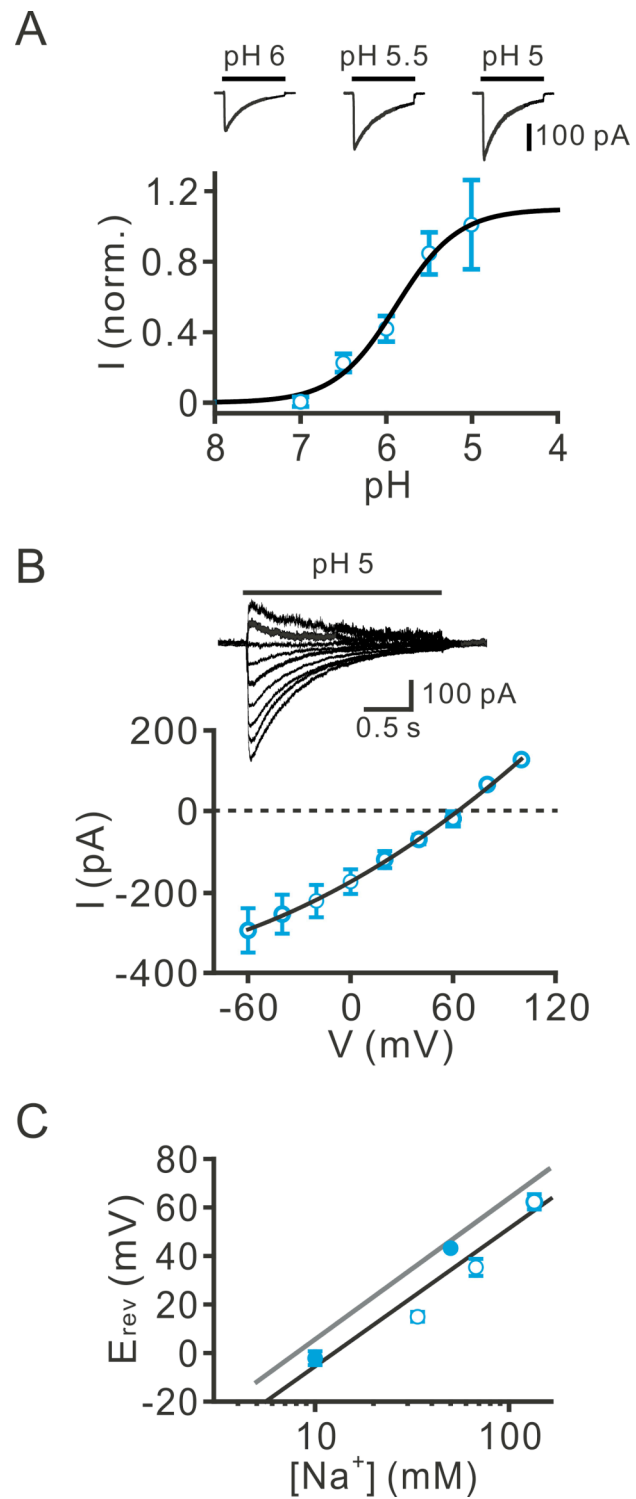 A
pH 6 pH 5.5 pH 5
100 pA
1.2
0.8
0.4
0
I (norm.)
8 7 6 5 4
pH
B
pH 5
100 pA
0.5 s
200
0
-200
-400
I (pA)
-60 0 60 120
V (mV)
C
80
60
40
20
0
-20
Erev (mV)
10 100
[Na+] (mM)